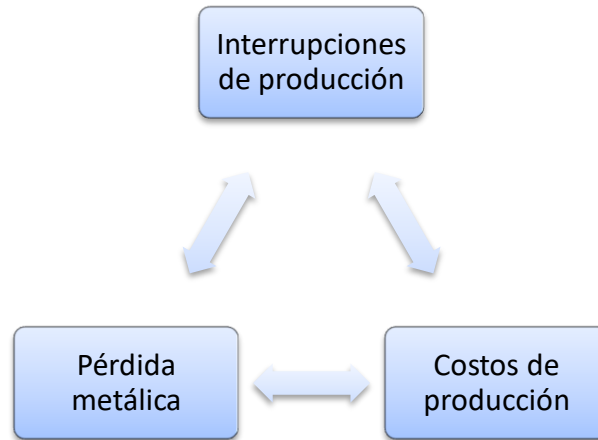 Interrupciones
de producción
Pérdida
metálica
Costos de
producción